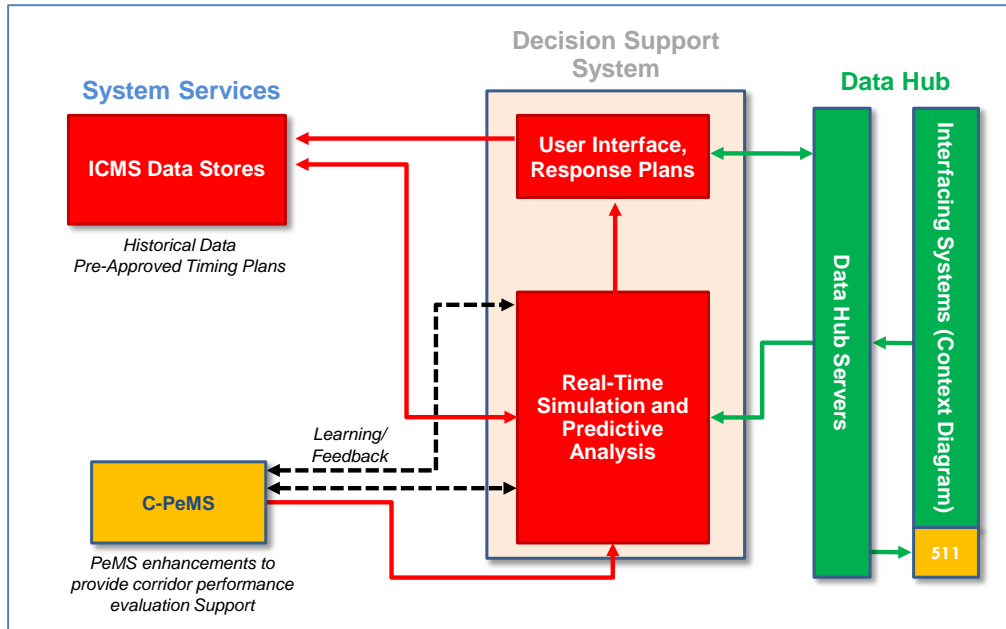 Decision Support
System
System Services
Data Hub
ICMS Data Stores
User Interface,
Response Plans
Historical Data
Pre-Approved Timing Plans
Real-Time
Simulation and
Predictive
Analysis
Learning/
Feedback
C-PeMS
PeMS enhancements to
provide corridor performance
evaluation Support
Data Hub Servers
Interfacing Systems (Context Diagram)
511